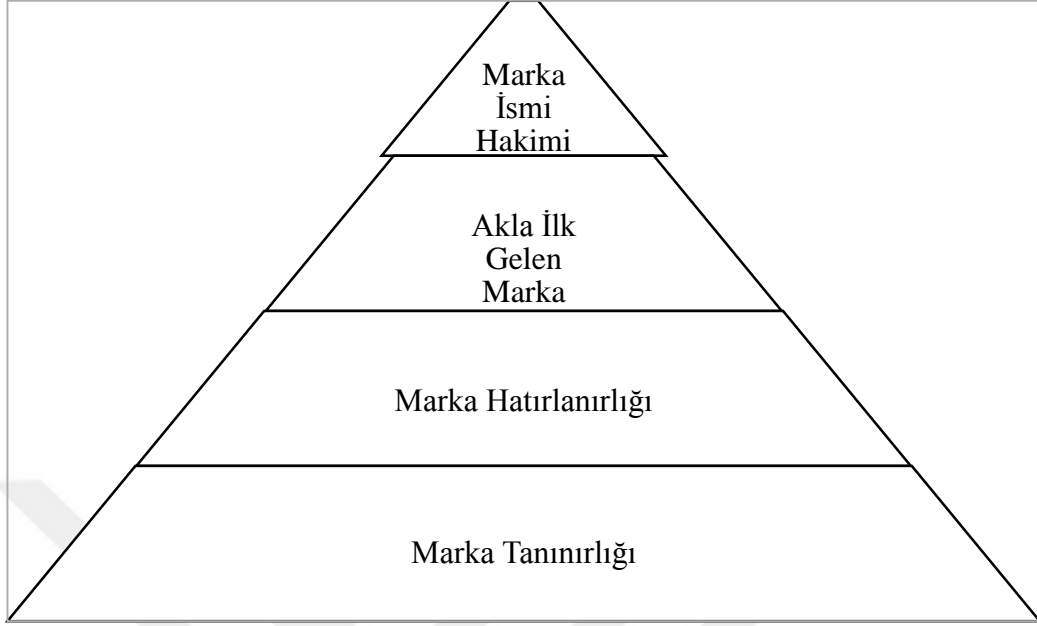 Marka
İsmi
Hakimi
Akla İlk
Gelen
Marka
Marka Hatırlanırlığı
Marka Tanınırlığı